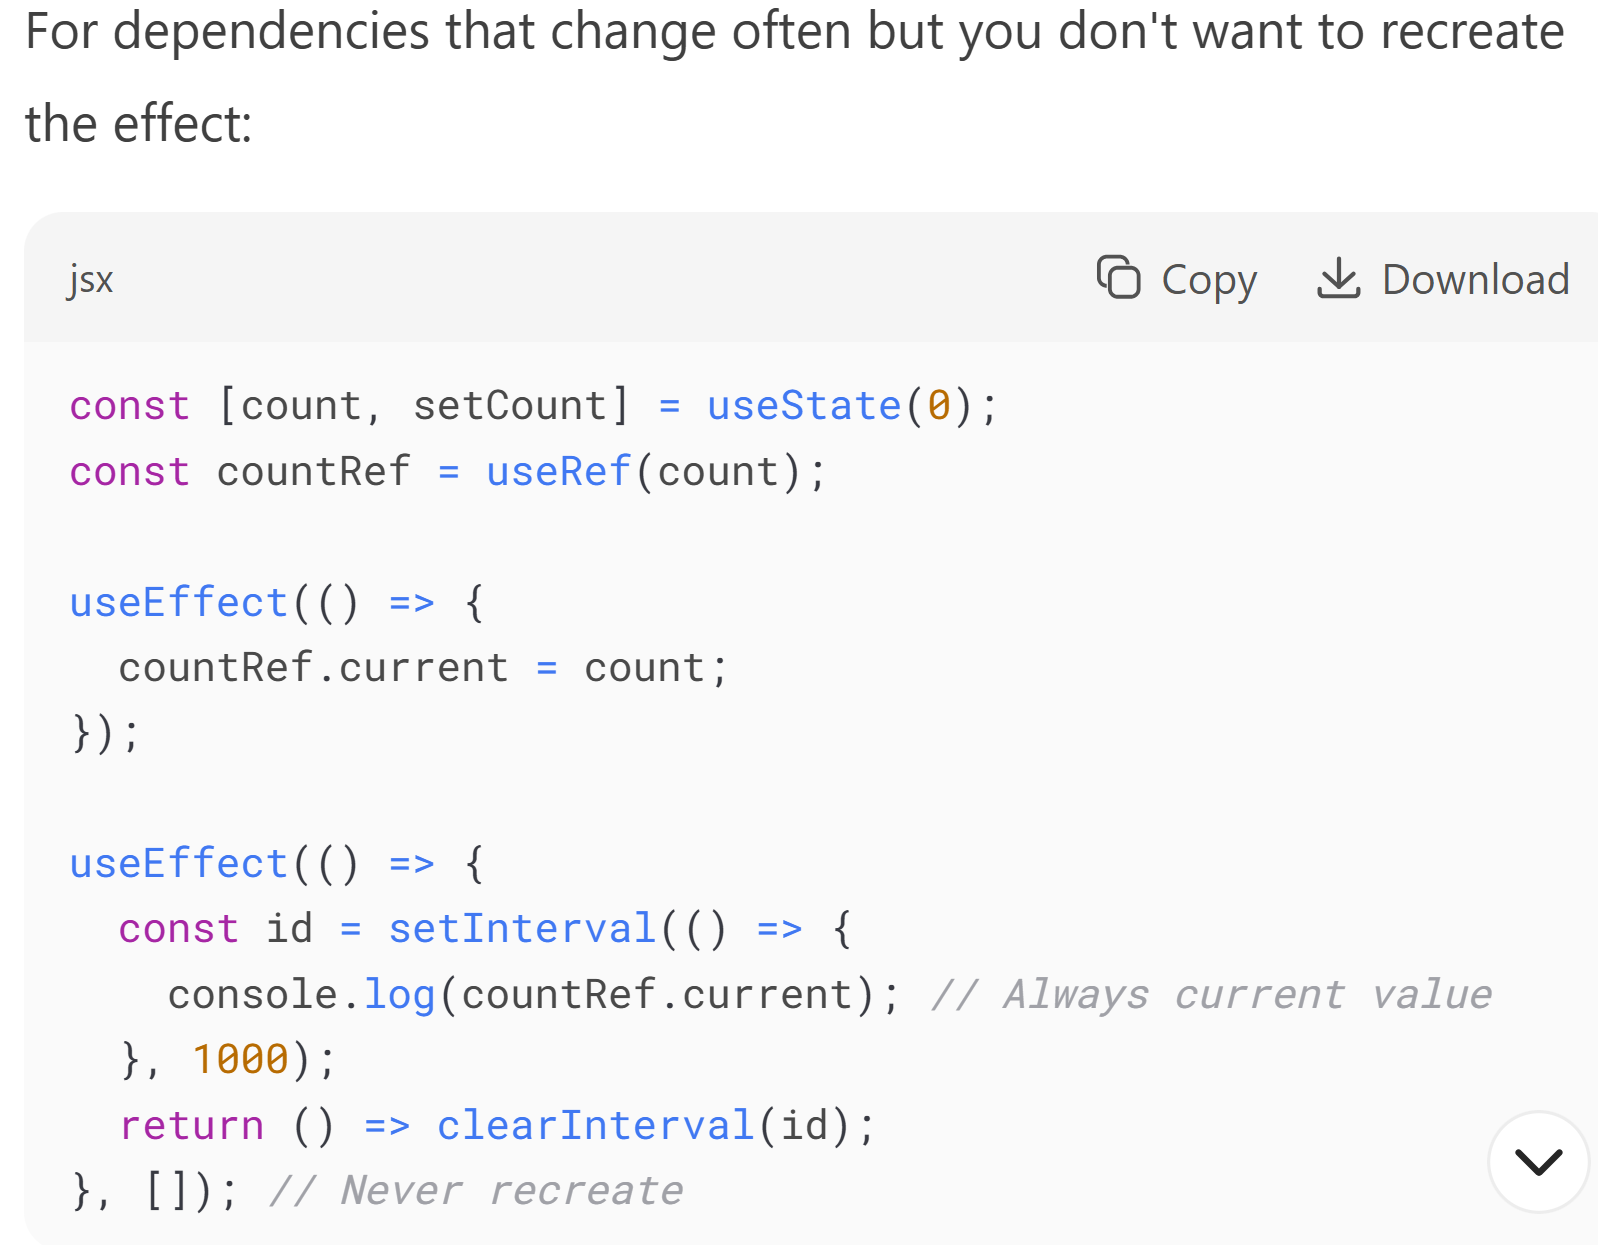 For dependencies that change often but you don't want to recreate
the effect:
jsx
Copy
Download
const [count, setCount] = useState(0);
const countRef = useRef(count);
useEffect(() => {
  countRef.current = count;
});
useEffect(() => {
  const id = setInterval(() => {
    console.log(countRef.current); // Always current value
  }, 1000);
  return () => clearInterval(id);
}, []); // Never recreate